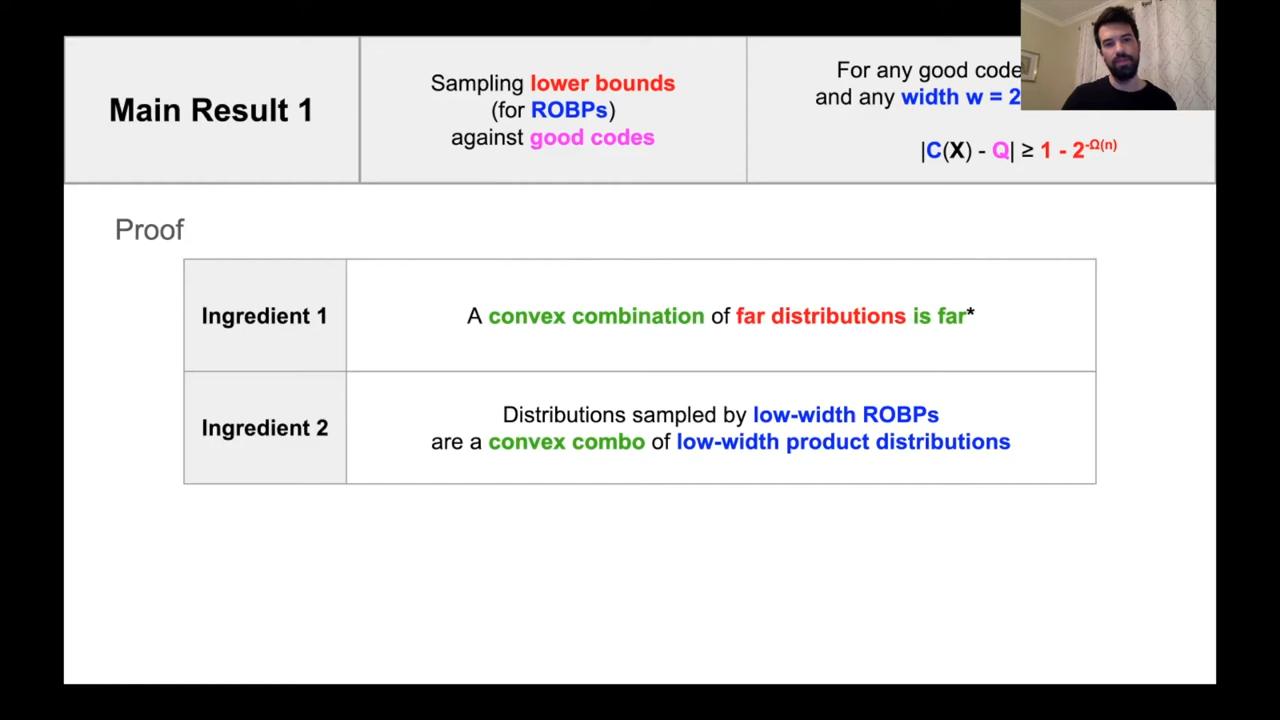 Main Result 1
Sampling lower bounds
(for ROBPs)
against good codes
For any good code
and any width w = 2
|C(X) - Q| ≥ 1 - 2^-Ω(n)
Proof
Ingredient 1
A convex combination of far distributions is far*
Ingredient 2
Distributions sampled by low-width ROBPs
are a convex combo of low-width product distributions